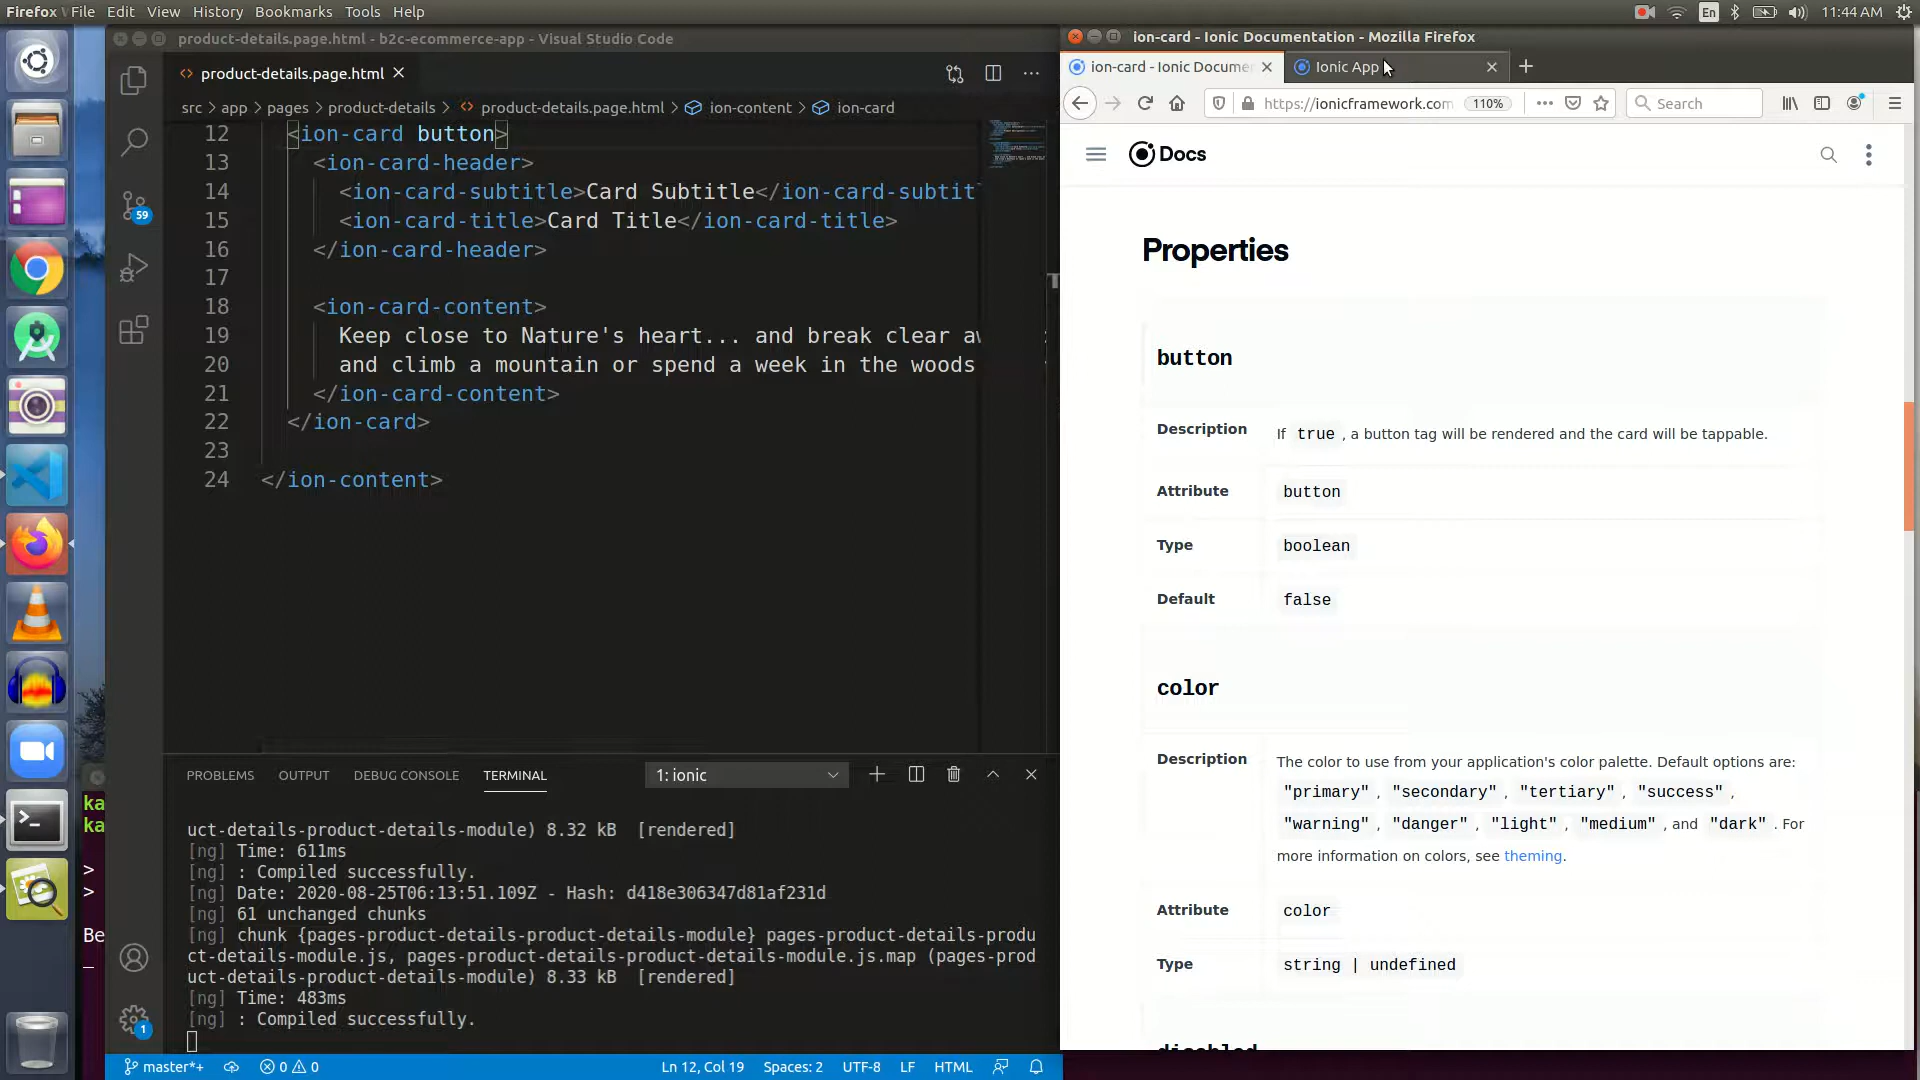 Firefox File Edit View History Bookmarks Tools Help
En 11:44 AM
product-details.page.html - b2c-ecommerce-app - Visual Studio Code
product-details.page.html
src › app › pages › product-details › product-details.page.html › ion-content › ion-card
12 <ion-card button>
13 <ion-card-header>
14 <ion-card-subtitle>Card Subtitle</ion-card-subtit
15 <ion-card-title>Card Title</ion-card-title>
16 </ion-card-header>
17
18 <ion-card-content>
19 Keep close to Nature's heart... and break clear
20 and climb a mountain or spend a week in the woods
21 </ion-card-content>
22 </ion-card>
23
24 </ion-content>
59
PROBLEMS OUTPUT DEBUG CONSOLE TERMINAL 1: ionic
uct-details-product-details-module) 8.32 kB [rendered]
[ng] Time: 611ms
[ng] : Compiled successfully.
[ng] Date: 2020-08-25T06:13:51.109Z - Hash: d418e306347d81af231d
[ng] 61 unchanged chunks
[ng] chunk {pages-product-details-product-details-module} pages-product-details-produ
ct-details-module.js, pages-product-details-product-details-module.js.map (pages-prod
uct-details-product-details-module) 8.33 kB [rendered]
[ng] Time: 483ms
[ng] : Compiled successfully.
1
ka
ka
>
>
Be
master*+ 0 0 Ln 12, Col 19 Spaces: 2 UTF-8 LF HTML
ion-card - Ionic Documentation - Mozilla Firefox
ion-card - Ionic Docume
Ionic App
https://ionicframework.com 110% Search
Docs
Properties
button
Description If true , a button tag will be rendered and the card will be tappable.
Attribute button
Type boolean
Default false
color
Description The color to use from your application's color palette. Default options are:
"primary" , "secondary" , "tertiary" , "success" ,
"warning" , "danger" , "light" , "medium" , and "dark" . For
more information on colors, see theming.
Attribute color
Type string | undefined
disabled